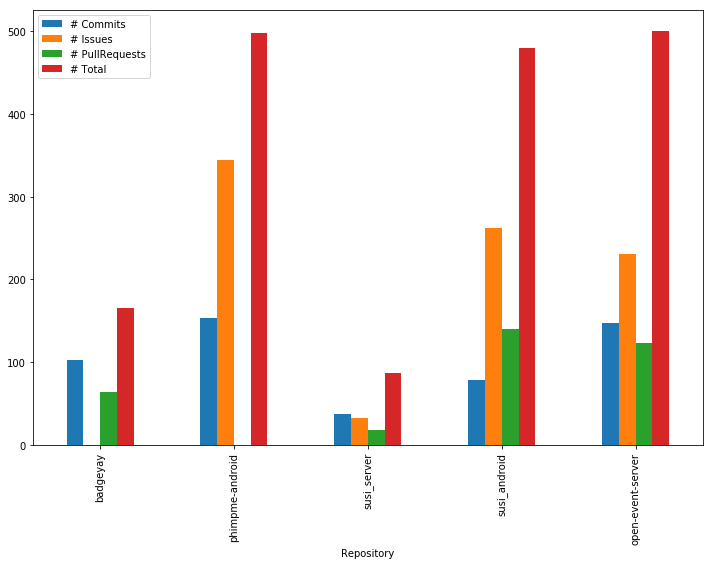 # Commits
# Issues
# PullRequests
# Total
500
400
300
200
100
0
badgeyay
phimpme-android
susi_server
susi_android
open-event-server
Repository